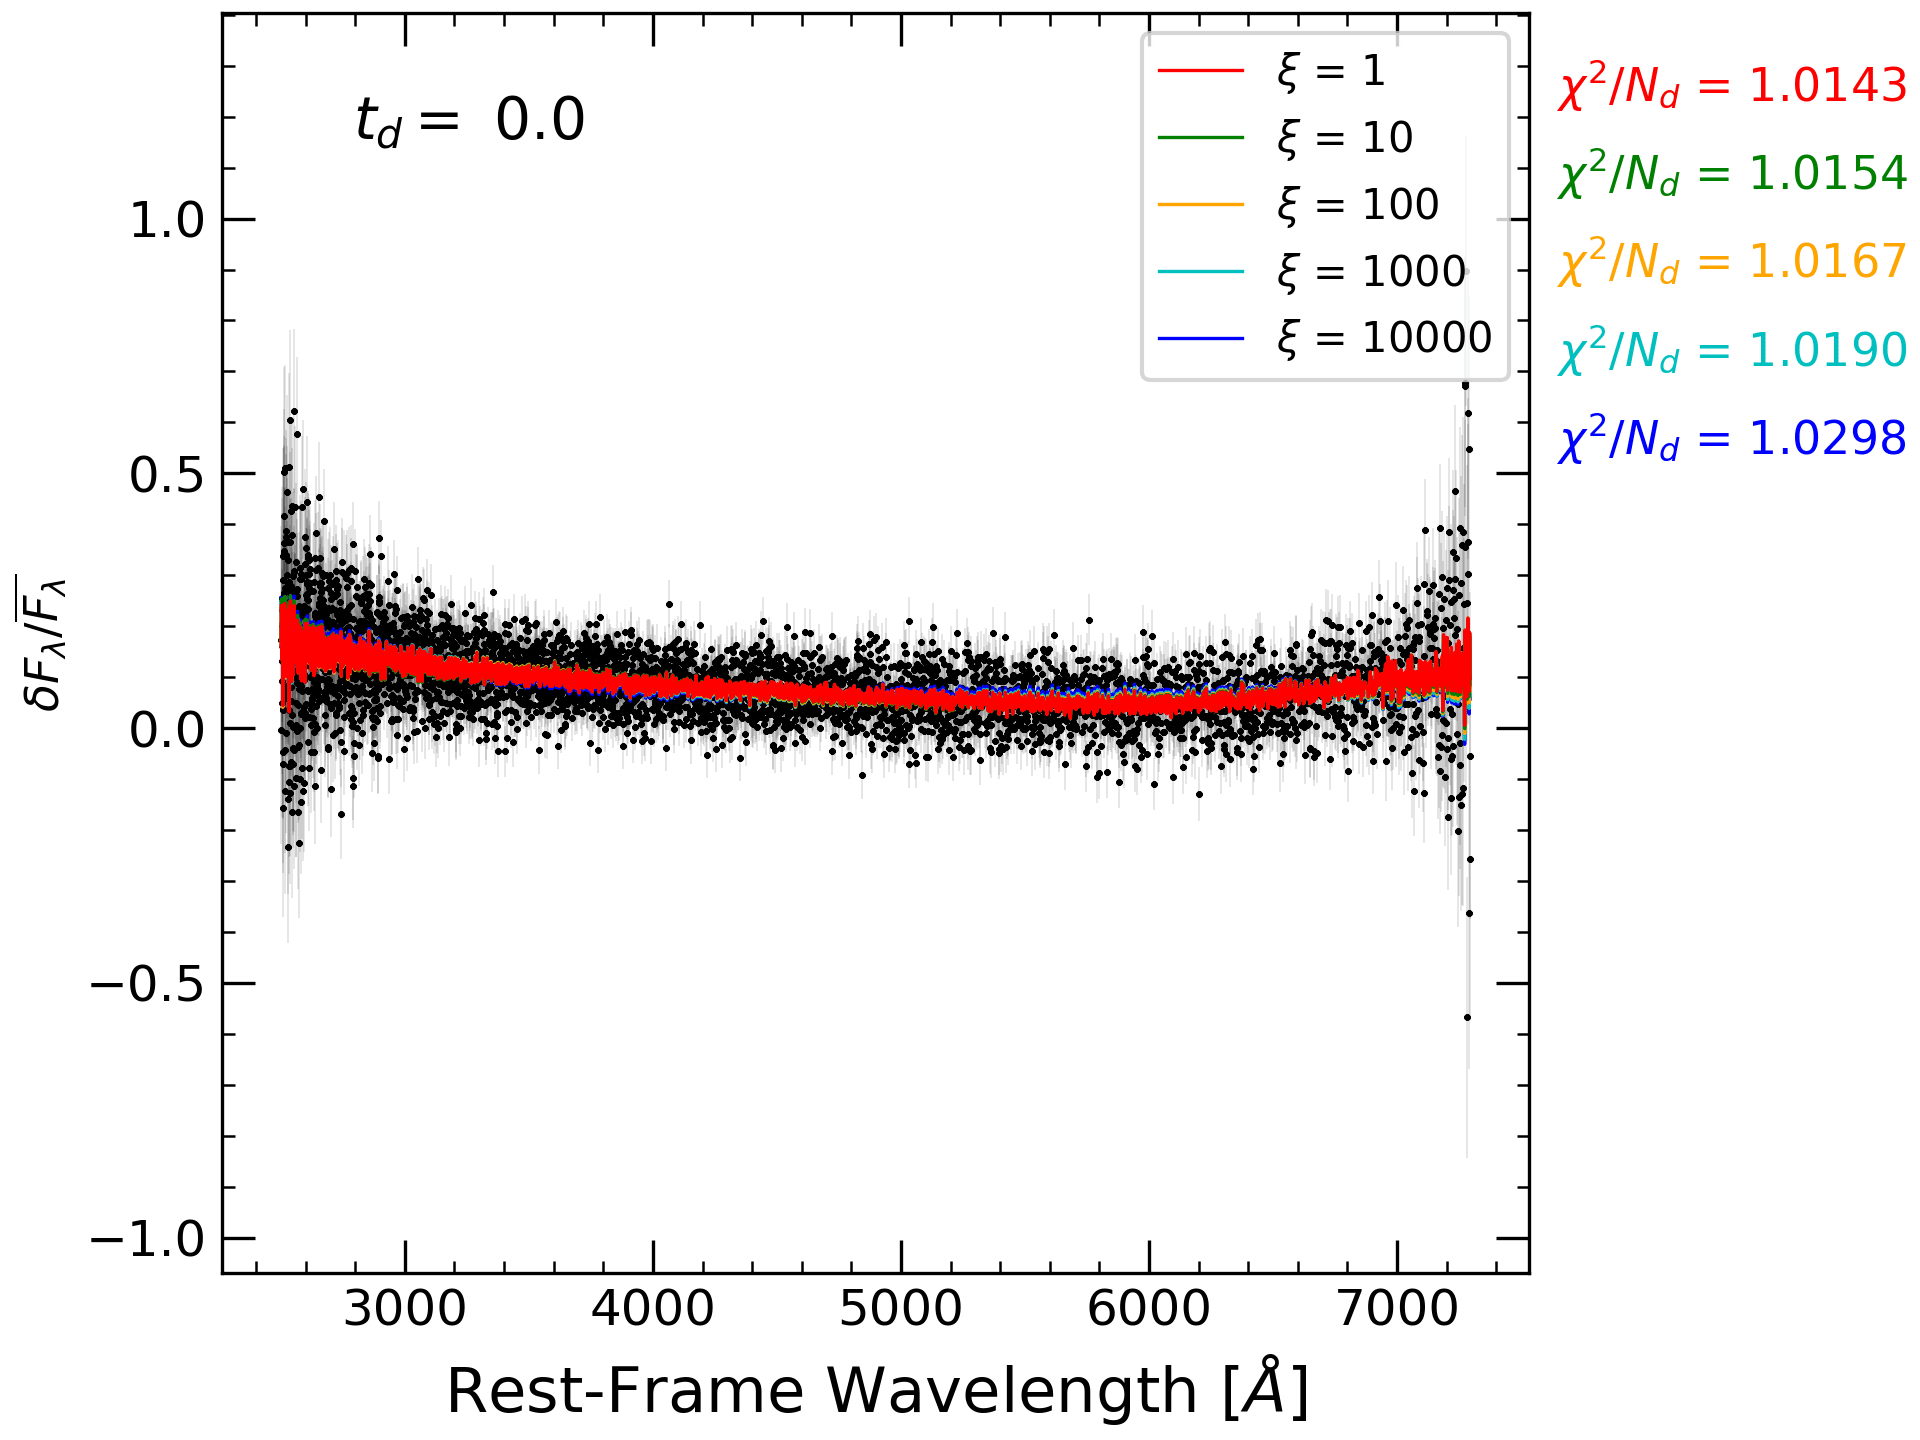 t_d = 0.0
ξ = 1
ξ = 10
ξ = 100
ξ = 1000
ξ = 10000
χ²/N_d = 1.0143
χ²/N_d = 1.0154
χ²/N_d = 1.0167
χ²/N_d = 1.0190
χ²/N_d = 1.0298
1.0
0.5
0.0
−0.5
−1.0
δF_λ/F̅_λ
3000 4000 5000 6000 7000
Rest-Frame Wavelength [Å]